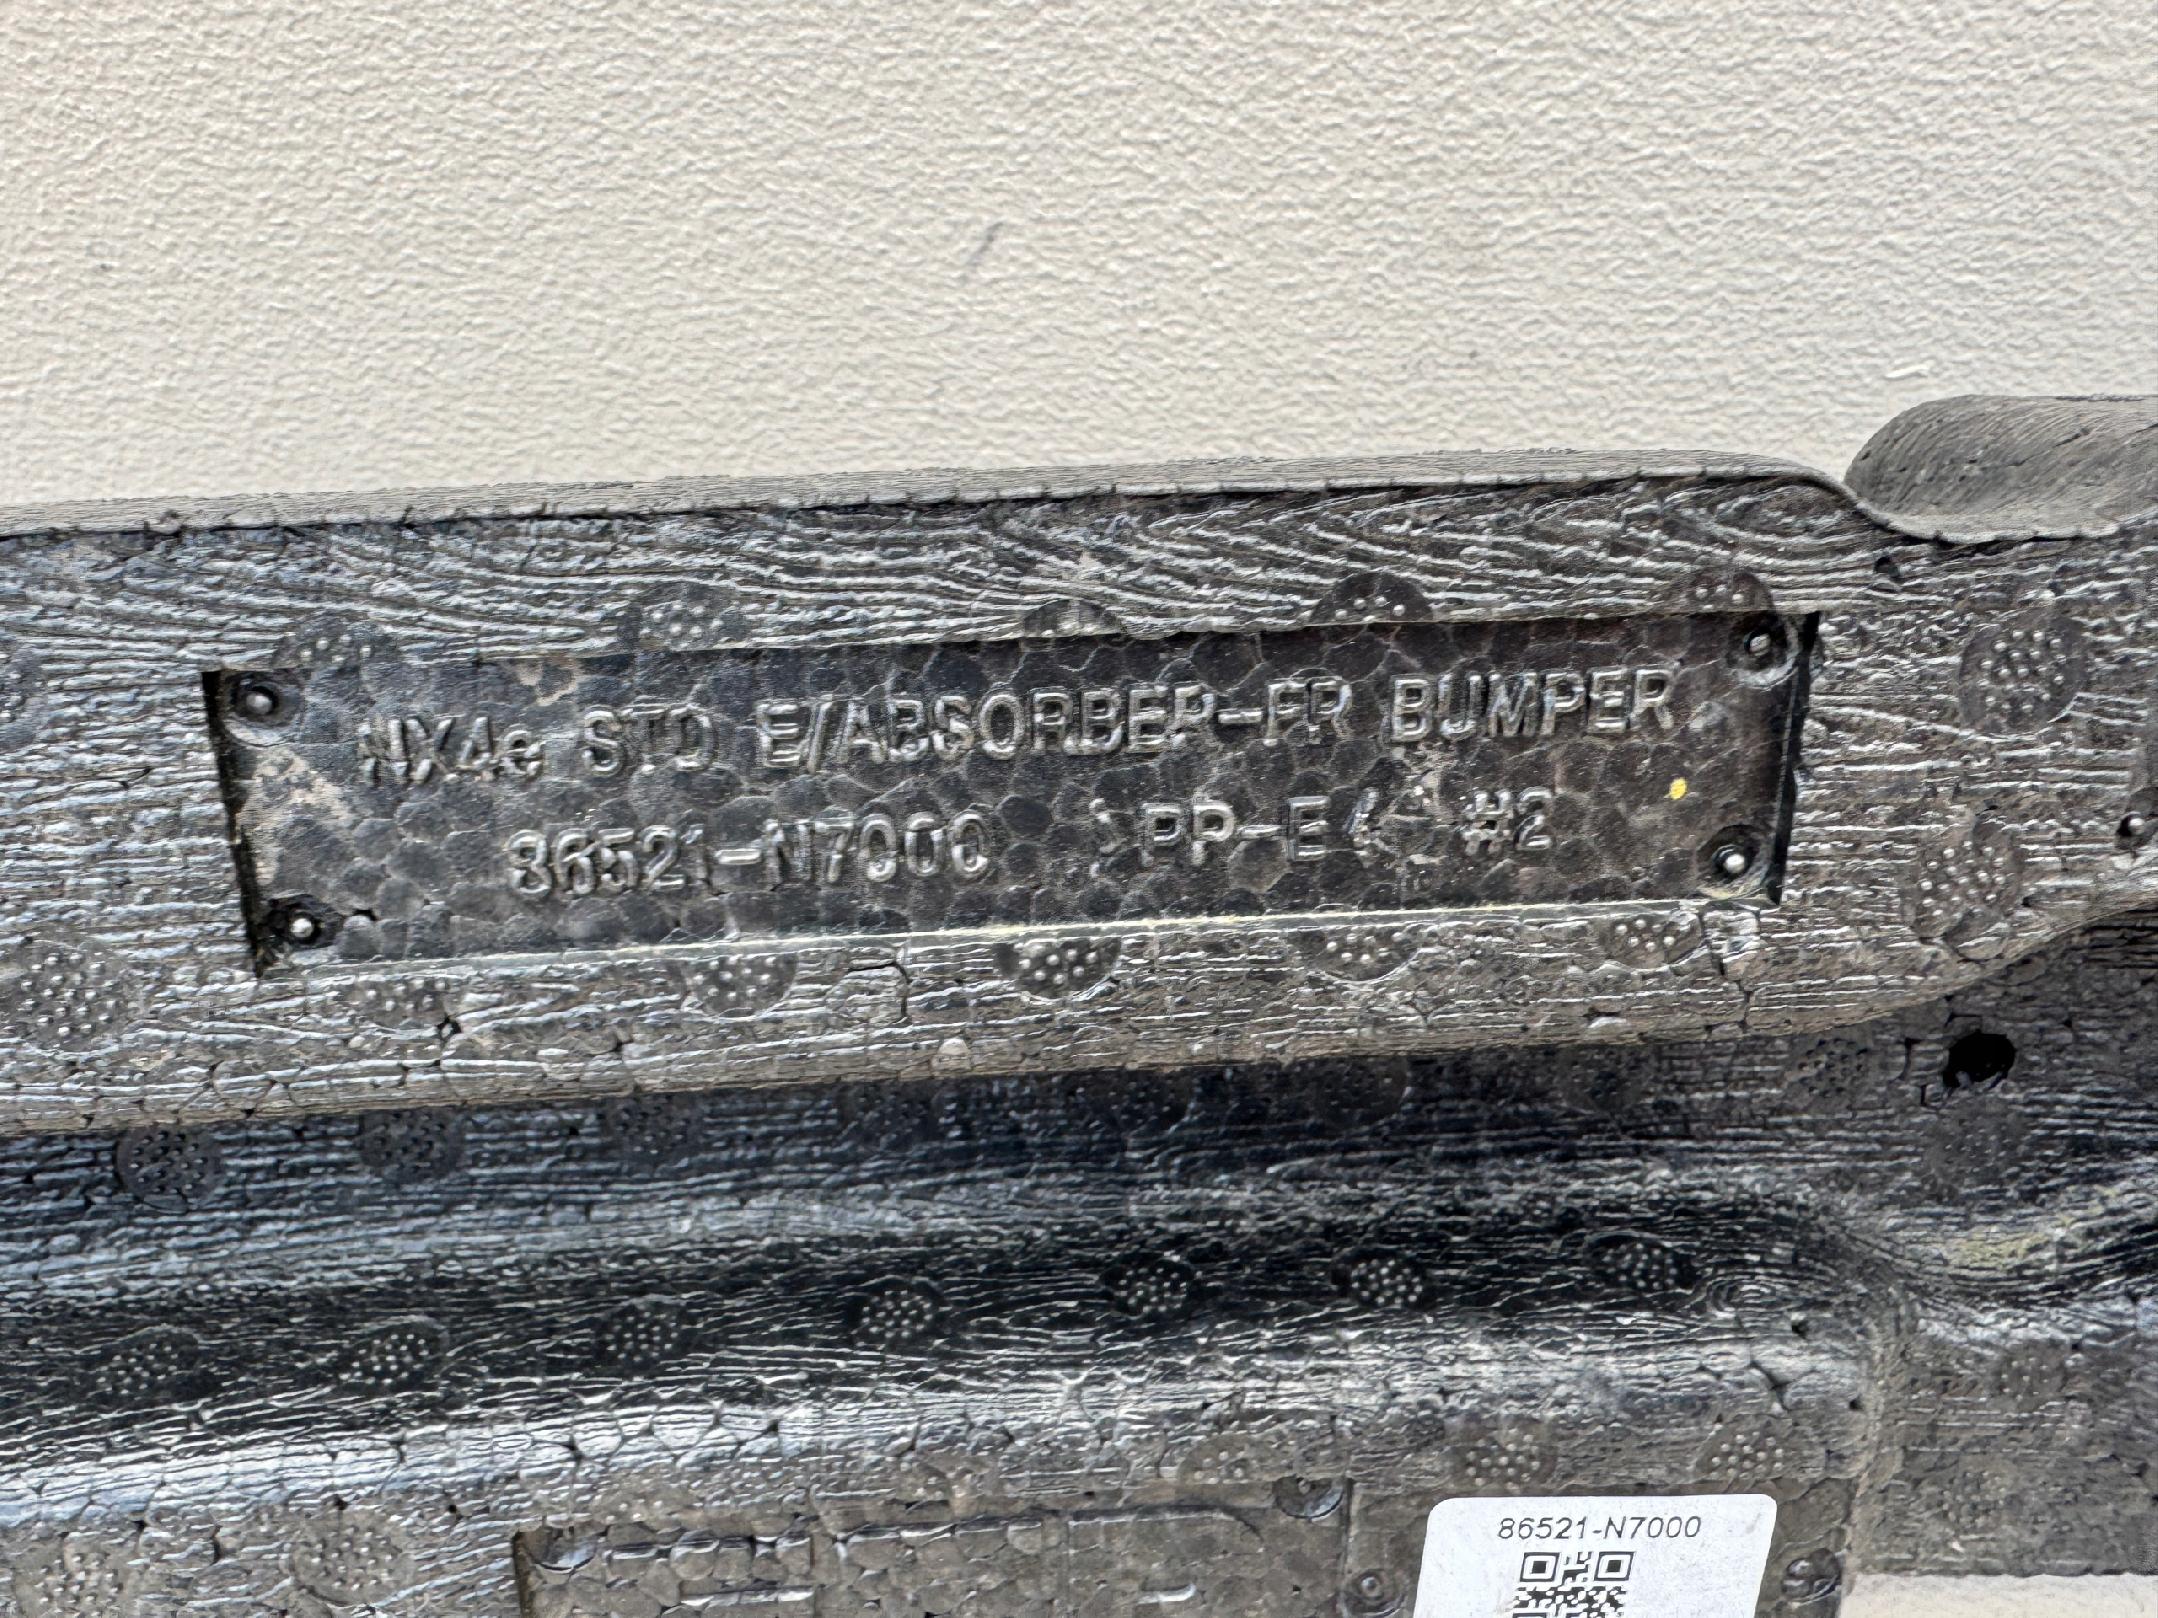 NX4e STD E/ABSORBER-FR BUMPER
86521-N7000 >PP-E< #2
86521-N7000